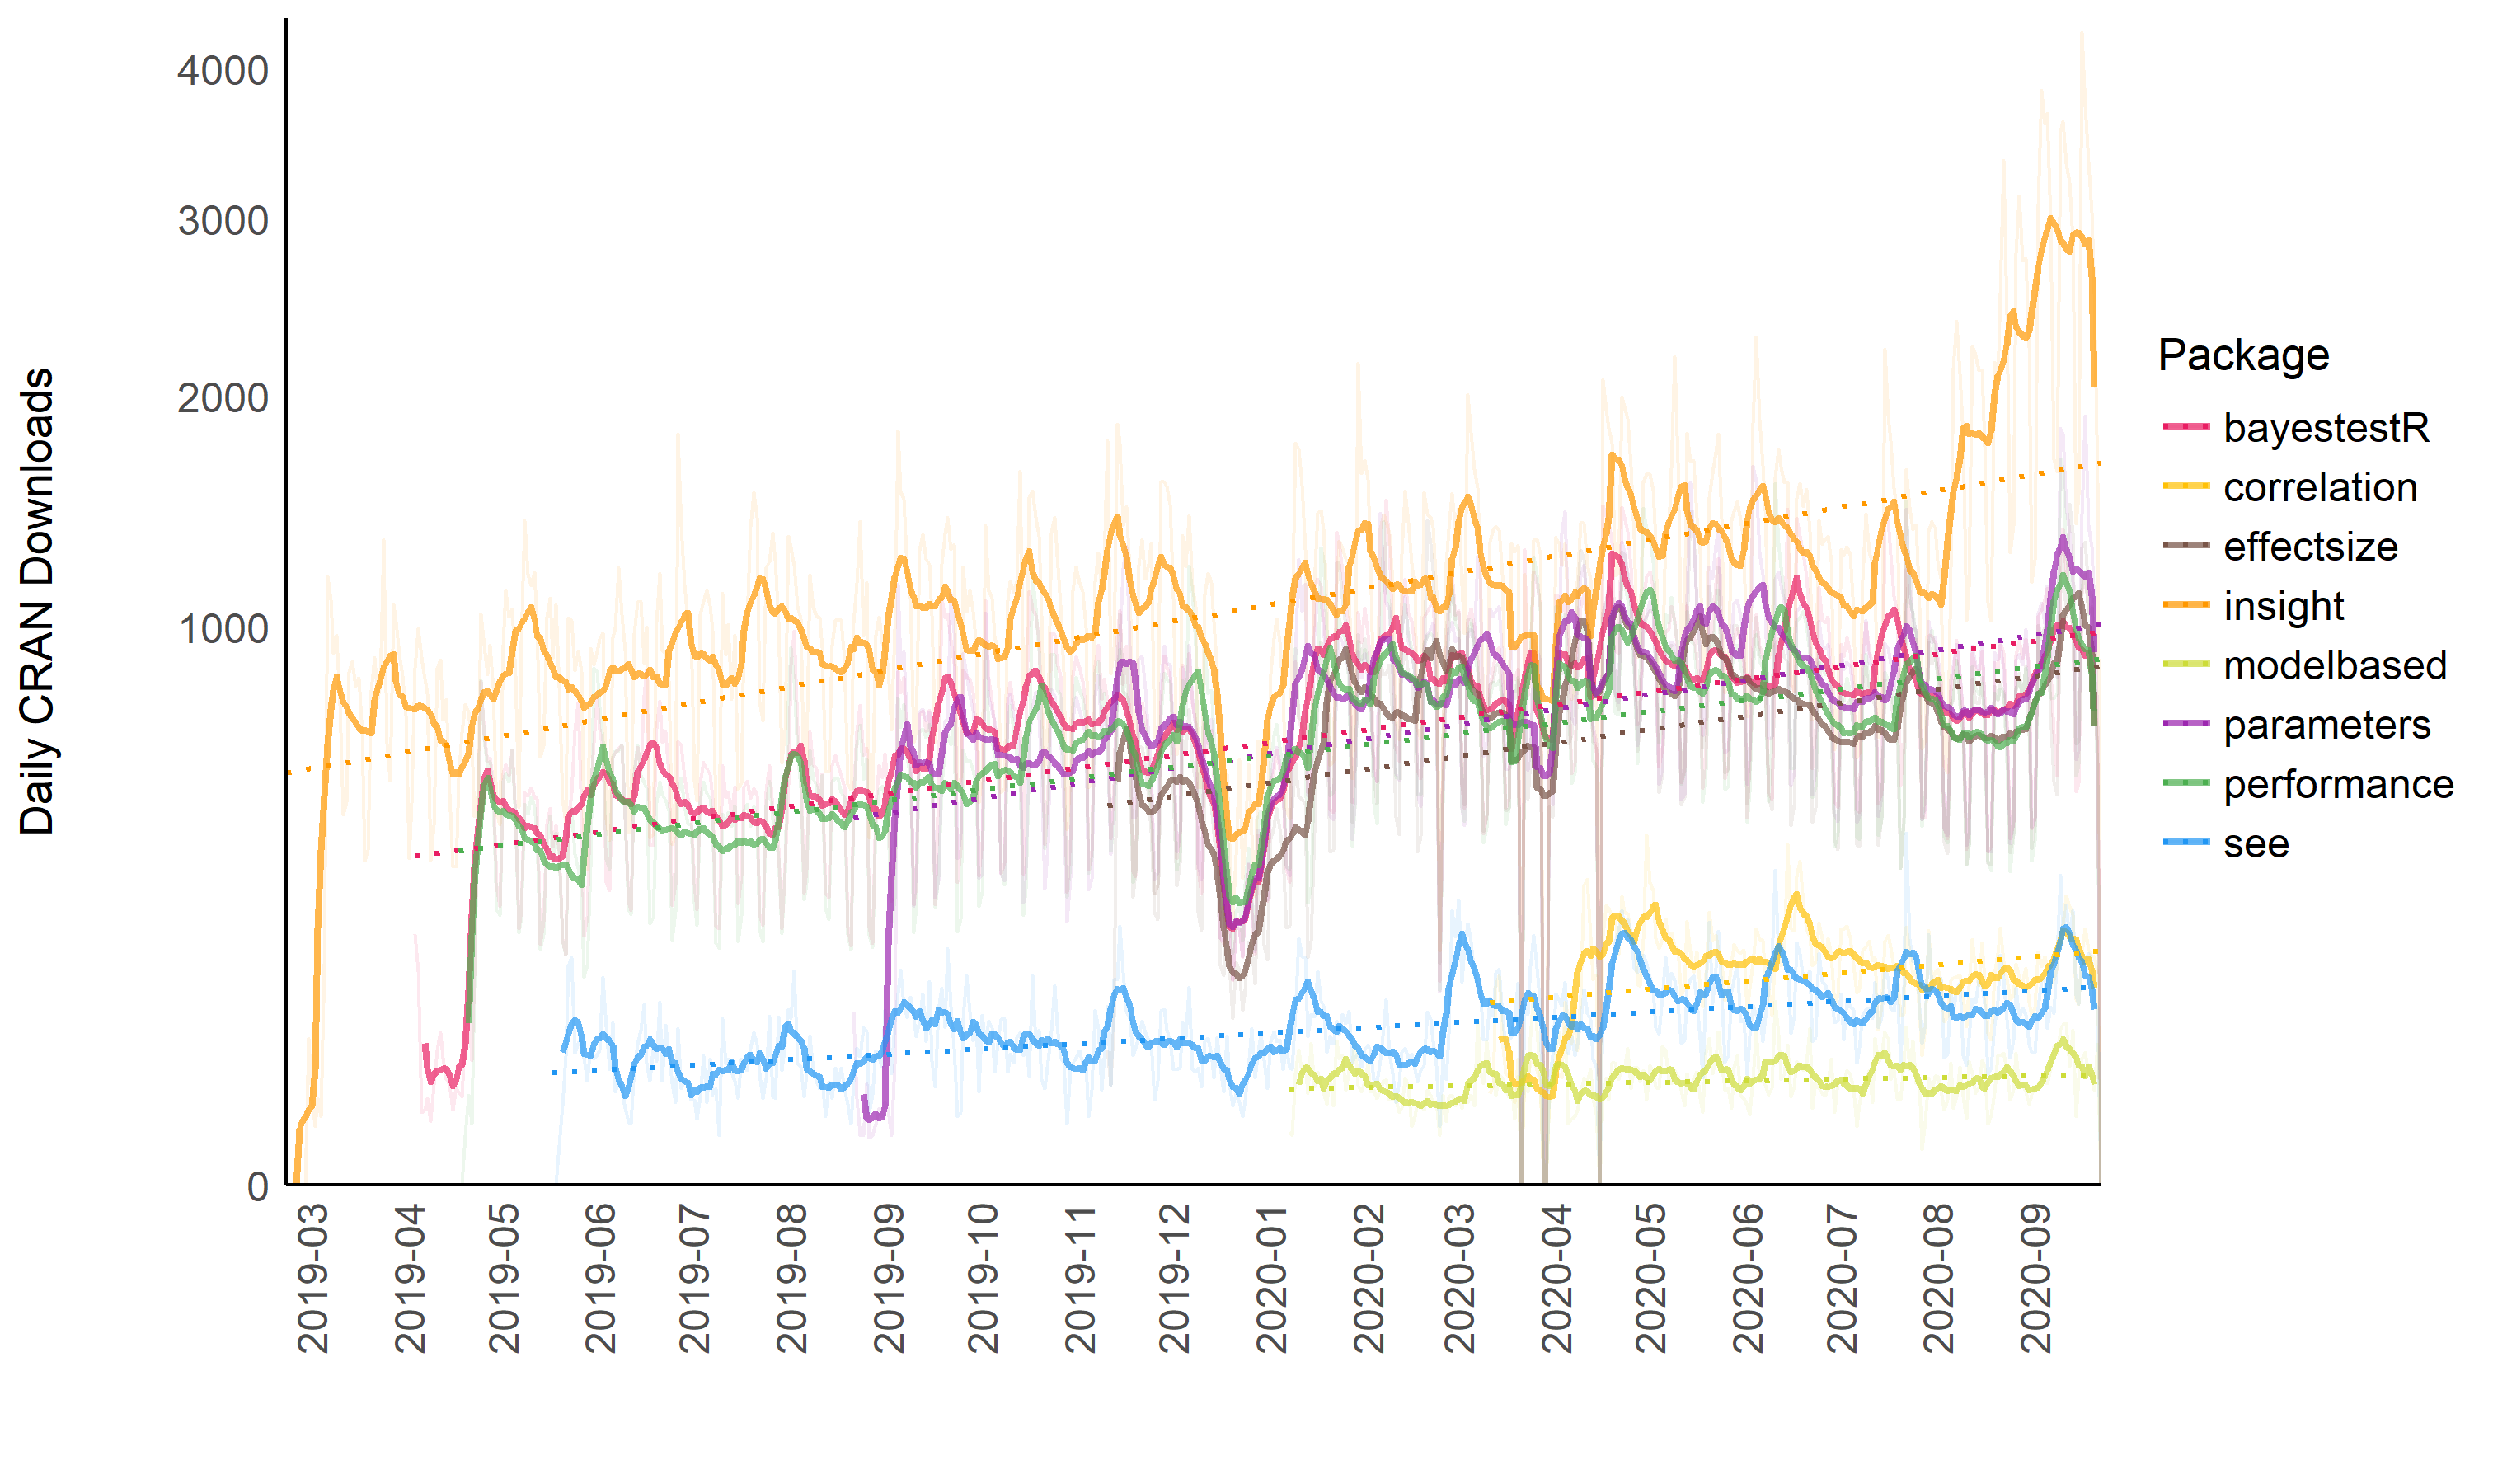 Daily CRAN Downloads
4000
3000
2000
1000
0
2019-03
2019-04
2019-05
2019-06
2019-07
2019-08
2019-09
2019-10
2019-11
2019-12
2020-01
2020-02
2020-03
2020-04
2020-05
2020-06
2020-07
2020-08
2020-09
Package
bayestestR
correlation
effectsize
insight
modelbased
parameters
performance
see